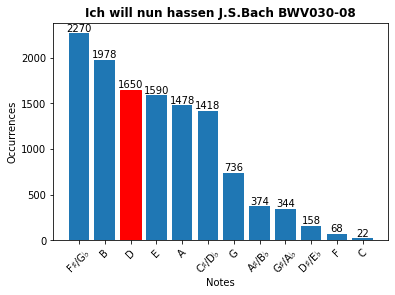 Ich will nun hassen J.S.Bach BWV030-08
Occurrences
2000
1500
1000
500
0
2270
1978
1650
1590
1478
1418
736
374
344
158
68
22
F♯/G♭
B
D
E
A
C♯/D♭
G
A♯/B♭
G♯/A♭
D♯/E♭
F
C
Notes